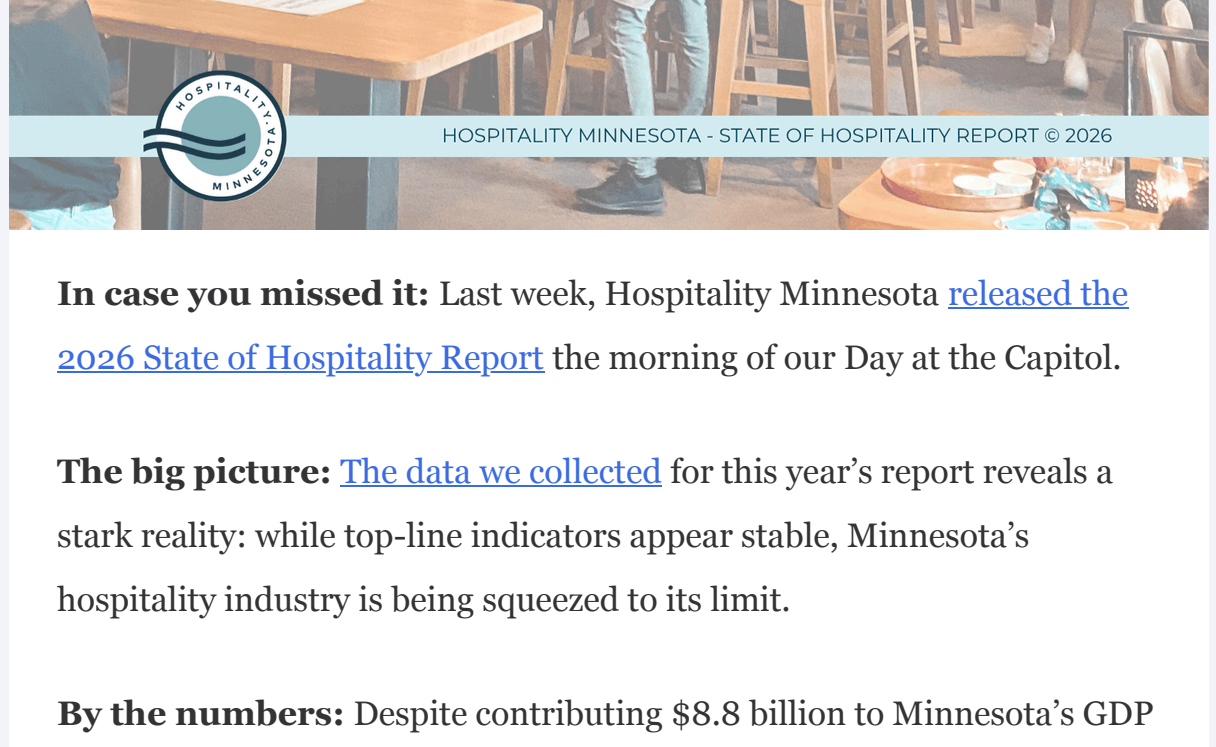 HOSPITALITY MINNESOTA - STATE OF HOSPITALITY REPORT © 2026
HOSPITALITY
MINNESOTA
In case you missed it: Last week, Hospitality Minnesota released the
2026 State of Hospitality Report the morning of our Day at the Capitol.
The big picture: The data we collected for this year’s report reveals a
stark reality: while top-line indicators appear stable, Minnesota’s
hospitality industry is being squeezed to its limit.
By the numbers: Despite contributing $8.8 billion to Minnesota’s GDP